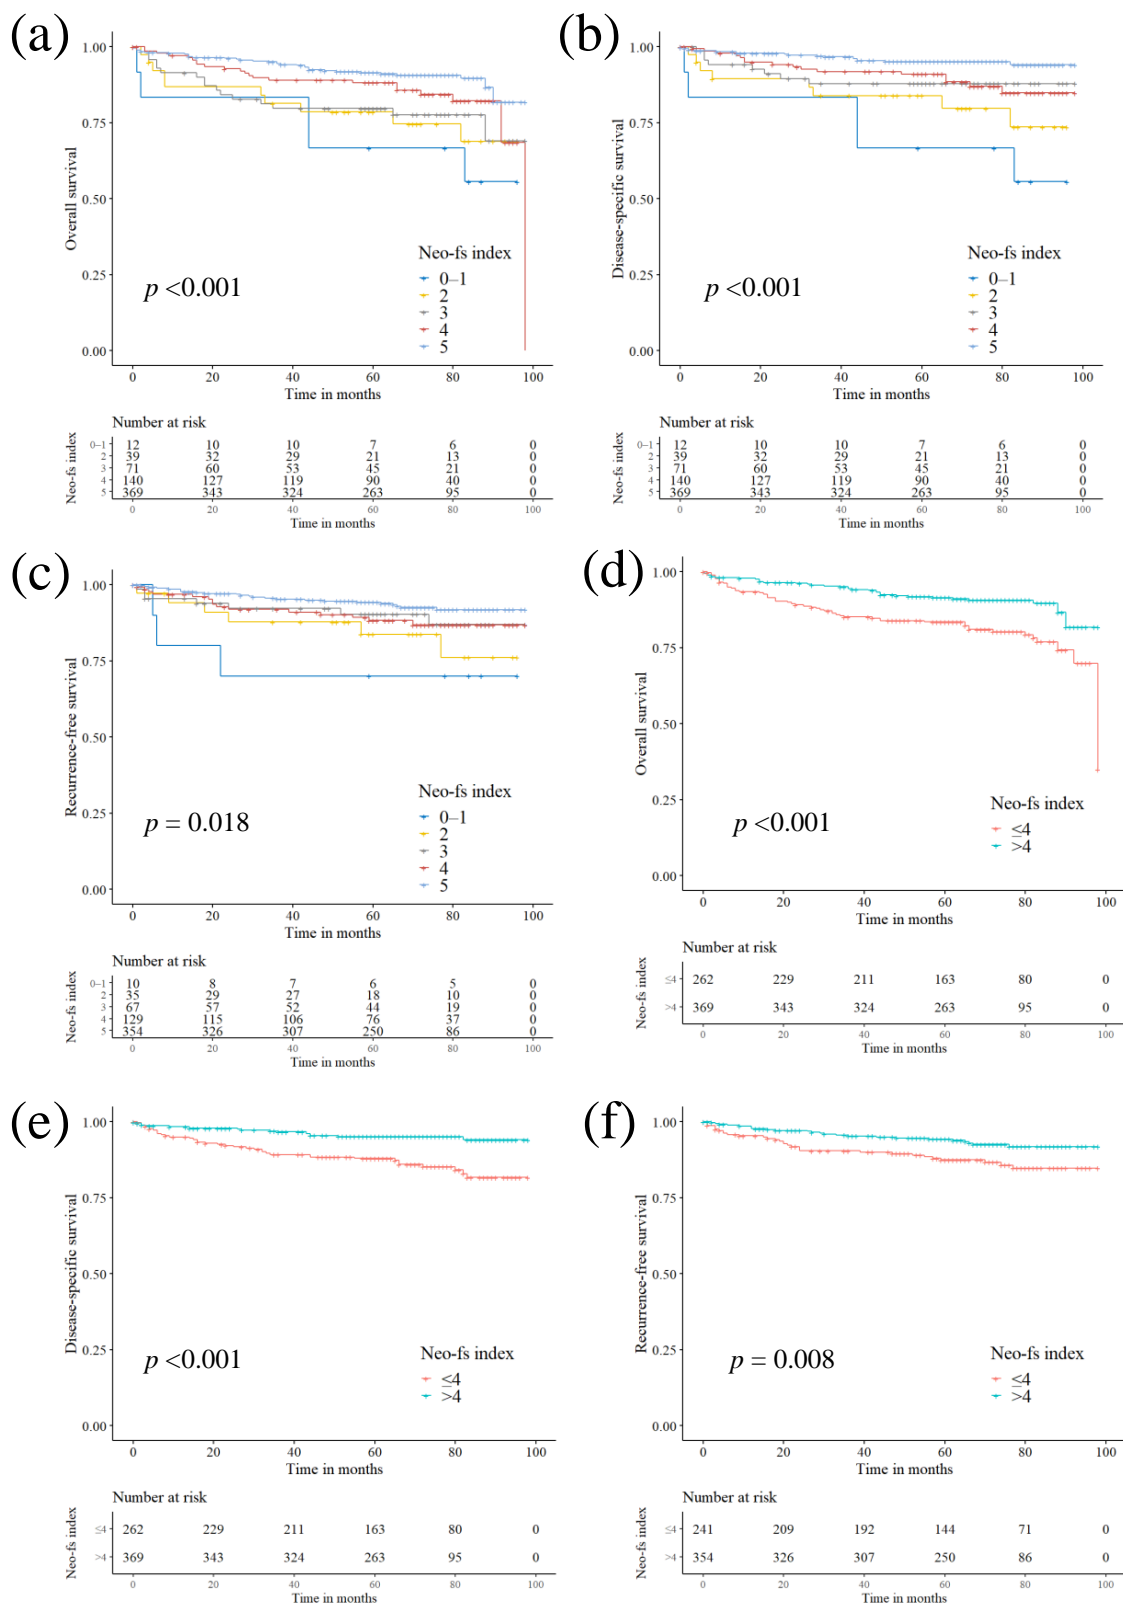 (a)
1.00
0.75
0.50
0.25
0.00
Overall survival
p <0.001
Neo-fs index
0–1
2
3
4
5
0 20 40 60 80 100
Time in months
Number at risk
Neo-fs index
0–1 12 10 10 7 6 0
2 39 32 29 21 13 0
3 71 60 53 45 21 0
4 140 127 119 90 40 0
5 369 343 324 263 95 0
0 20 40 60 80 100
Time in months
(b)
1.00
0.75
0.50
0.25
0.00
Disease-specific survival
p <0.001
Neo-fs index
0–1
2
3
4
5
0 20 40 60 80 100
Time in months
Number at risk
Neo-fs index
0–1 12 10 10 7 6 0
2 39 32 29 21 13 0
3 71 60 53 45 21 0
4 140 127 119 90 40 0
5 369 343 324 263 95 0
0 20 40 60 80 100
Time in months
(c)
1.00
0.75
0.50
0.25
0.00
Recurrence-free survival
p = 0.018
Neo-fs index
0–1
2
3
4
5
0 20 40 60 80 100
Time in months
Number at risk
Neo-fs index
0–1 10 8 7 6 5 0
2 35 29 27 18 10 0
3 67 57 52 44 19 0
4 129 115 106 76 37 0
5 354 326 307 250 86 0
0 20 40 60 80 100
Time in months
(d)
1.00
0.75
0.50
0.25
0.00
Overall survival
p <0.001
Neo-fs index
≤4
>4
0 20 40 60 80 100
Time in months
Number at risk
Neo-fs index
≤4 262 229 211 163 80 0
>4 369 343 324 263 95 0
0 20 40 60 80 100
Time in months
(e)
1.00
0.75
0.50
0.25
0.00
Disease-specific survival
p <0.001
Neo-fs index
≤4
>4
0 20 40 60 80 100
Time in months
Number at risk
Neo-fs index
≤4 262 229 211 163 80 0
>4 369 343 324 263 95 0
0 20 40 60 80 100
Time in months
(f)
1.00
0.75
0.50
0.25
0.00
Recurrence-free survival
p = 0.008
Neo-fs index
≤4
>4
0 20 40 60 80 100
Time in months
Number at risk
Neo-fs index
≤4 241 209 192 144 71 0
>4 354 326 307 250 86 0
0 20 40 60 80 100
Time in months